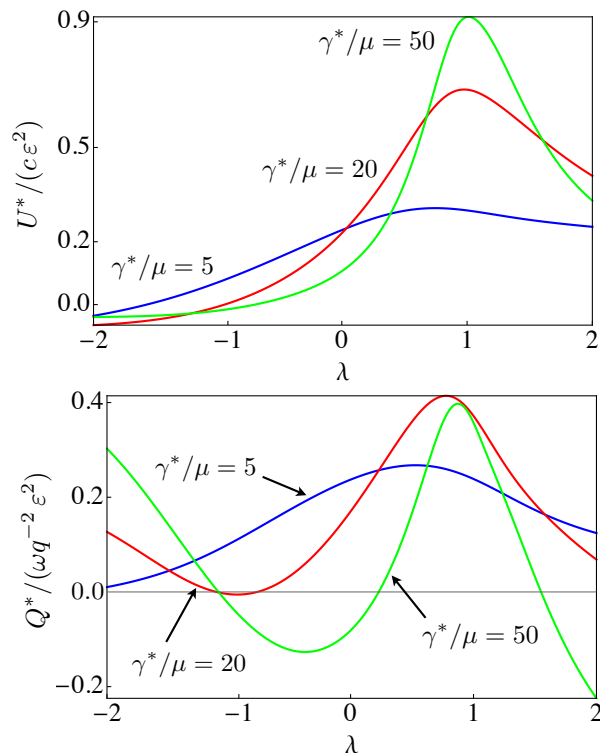 0.9
γ*/μ = 50
0.5
γ*/μ = 20
U*/(c ε²)
0.2
γ*/μ = 5
0.0
−2 −1 0 1 2
λ
0.4
γ*/μ = 5
0.2
Q*/(ωq⁻² ε²)
0.0
γ*/μ = 50
γ*/μ = 20
−0.2
−2 −1 0 1 2
λ